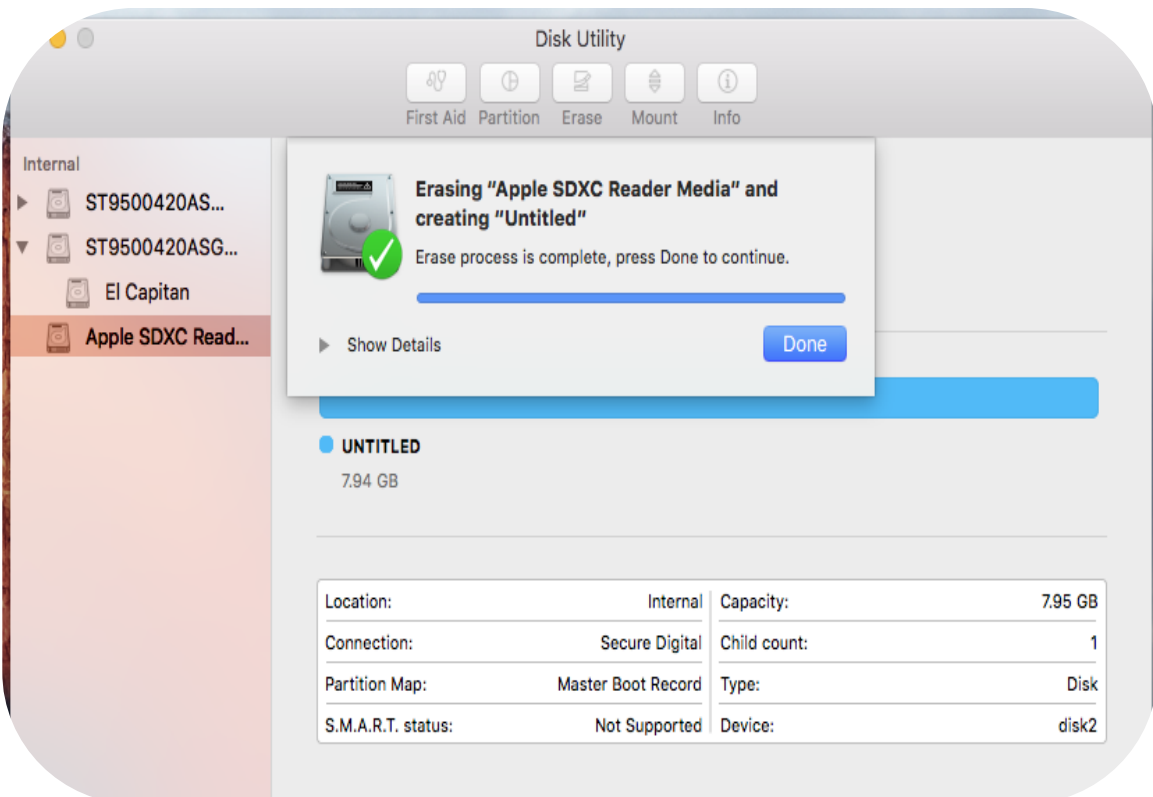 Disk Utility
First Aid Partition Erase Mount Info
Internal
ST9500420AS...
ST9500420ASG...
El Capitan
Apple SDXC Read...
Erasing “Apple SDXC Reader Media” and
creating “Untitled”
Erase process is complete, press Done to continue.
Show Details
Done
UNTITLED
7.94 GB
Location: Internal Capacity: 7.95 GB
Connection: Secure Digital Child count: 1
Partition Map: Master Boot Record Type: Disk
S.M.A.R.T. status: Not Supported Device: disk2